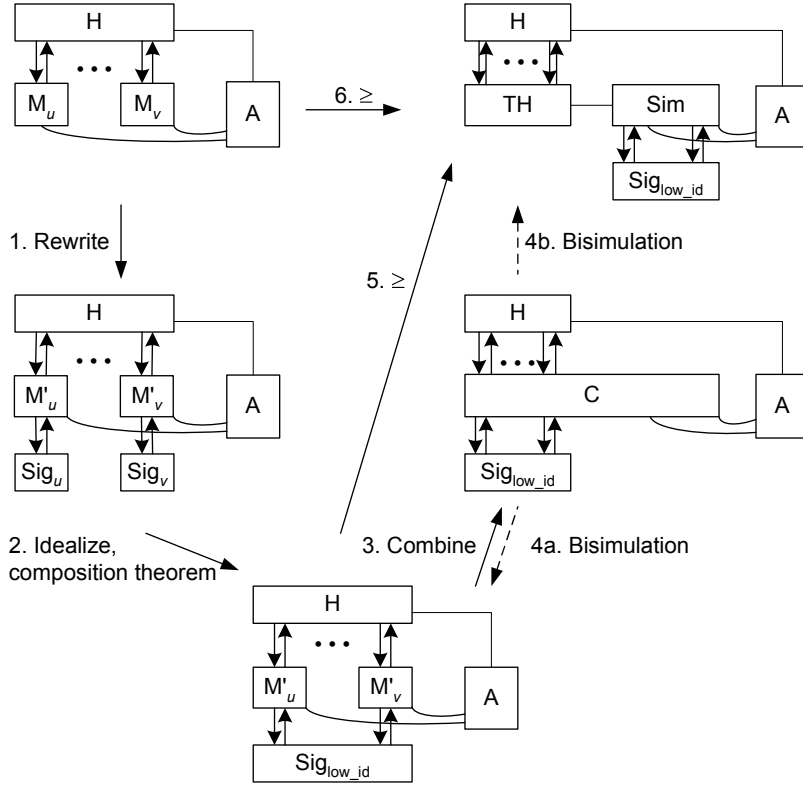 H
• • •
M_u
M_v
A
6. ≥
H
• • •
TH
Sim
A
Sig_low_id
1. Rewrite
5. ≥
4b. Bisimulation
H
• • •
M'_u
M'_v
A
Sig_u
Sig_v
H
• • •
C
A
Sig_low_id
2. Idealize,
composition theorem
3. Combine
4a. Bisimulation
H
• • •
M'_u
M'_v
A
Sig_low_id